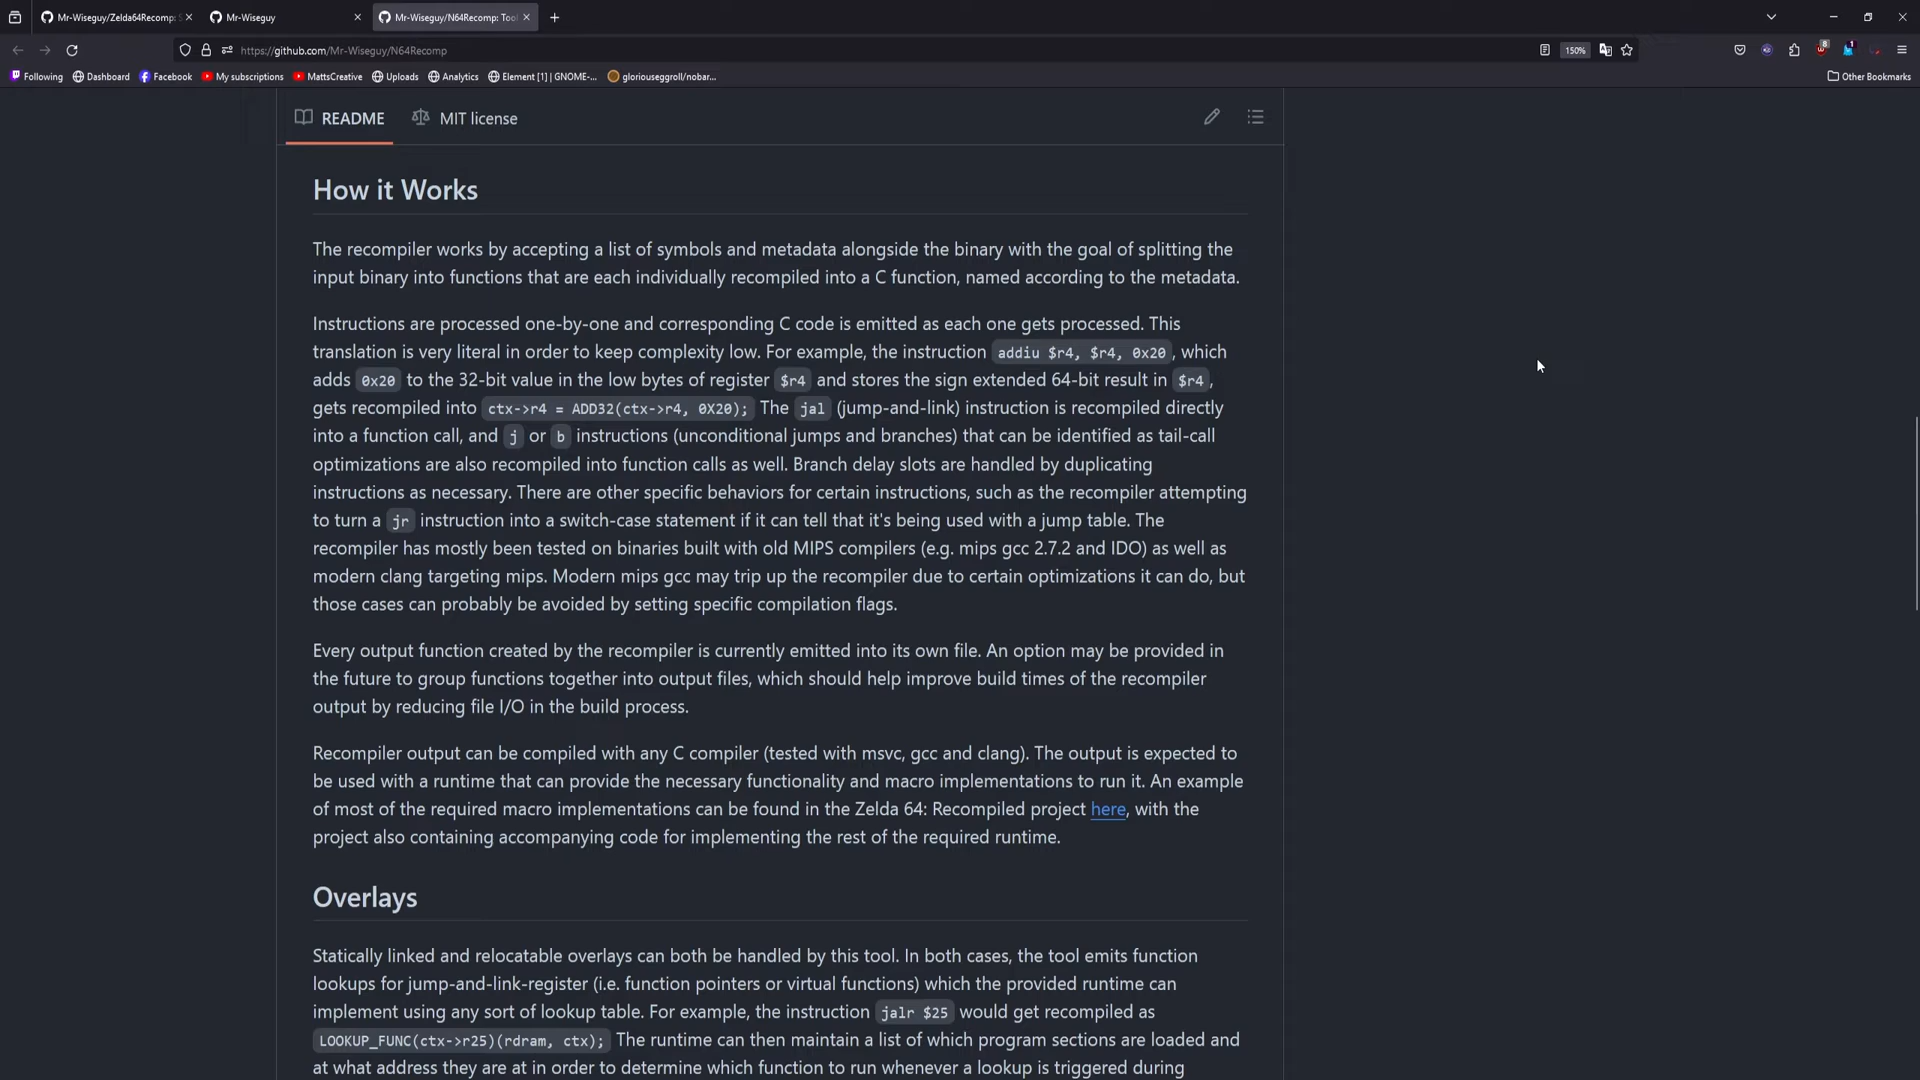 Mr-Wiseguy/Zelda64Recomp: S
Mr-Wiseguy
Mr-Wiseguy/N64Recomp: Tool
https://github.com/Mr-Wiseguy/N64Recomp
150%
8
1
Following
Dashboard
Facebook
My subscriptions
MattsCreative
Uploads
Analytics
Element [1] | GNOME-...
gloriouseggroll/nobar...
Other Bookmarks
README
MIT license
How it Works
The recompiler works by accepting a list of symbols and metadata alongside the binary with the goal of splitting the
input binary into functions that are each individually recompiled into a C function, named according to the metadata.
Instructions are processed one-by-one and corresponding C code is emitted as each one gets processed. This
translation is very literal in order to keep complexity low. For example, the instruction addiu $r4, $r4, 0x20, which
adds 0x20 to the 32-bit value in the low bytes of register $r4 and stores the sign extended 64-bit result in $r4,
gets recompiled into ctx->r4 = ADD32(ctx->r4, 0X20); The jal (jump-and-link) instruction is recompiled directly
into a function call, and j or b instructions (unconditional jumps and branches) that can be identified as tail-call
optimizations are also recompiled into function calls as well. Branch delay slots are handled by duplicating
instructions as necessary. There are other specific behaviors for certain instructions, such as the recompiler attempting
to turn a jr instruction into a switch-case statement if it can tell that it's being used with a jump table. The
recompiler has mostly been tested on binaries built with old MIPS compilers (e.g. mips gcc 2.7.2 and IDO) as well as
modern clang targeting mips. Modern mips gcc may trip up the recompiler due to certain optimizations it can do, but
those cases can probably be avoided by setting specific compilation flags.
Every output function created by the recompiler is currently emitted into its own file. An option may be provided in
the future to group functions together into output files, which should help improve build times of the recompiler
output by reducing file I/O in the build process.
Recompiler output can be compiled with any C compiler (tested with msvc, gcc and clang). The output is expected to
be used with a runtime that can provide the necessary functionality and macro implementations to run it. An example
of most of the required macro implementations can be found in the Zelda 64: Recompiled project here, with the
project also containing accompanying code for implementing the rest of the required runtime.
Overlays
Statically linked and relocatable overlays can both be handled by this tool. In both cases, the tool emits function
lookups for jump-and-link-register (i.e. function pointers or virtual functions) which the provided runtime can
implement using any sort of lookup table. For example, the instruction jalr $25 would get recompiled as
LOOKUP_FUNC(ctx->r25)(rdram, ctx); The runtime can then maintain a list of which program sections are loaded and
at what address they are at in order to determine which function to run whenever a lookup is triggered during